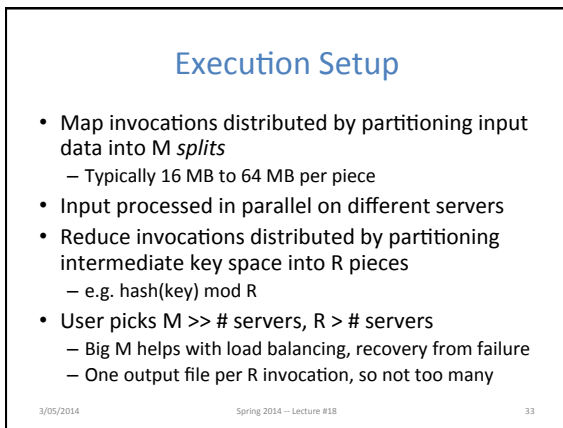 Execution Setup
• Map invocations distributed by partitioning input
data into M splits
– Typically 16 MB to 64 MB per piece
• Input processed in parallel on different servers
• Reduce invocations distributed by partitioning
intermediate key space into R pieces
– e.g. hash(key) mod R
• User picks M >> # servers, R > # servers
– Big M helps with load balancing, recovery from failure
– One output file per R invocation, so not too many
3/05/2014 Spring 2014 -- Lecture #18 33